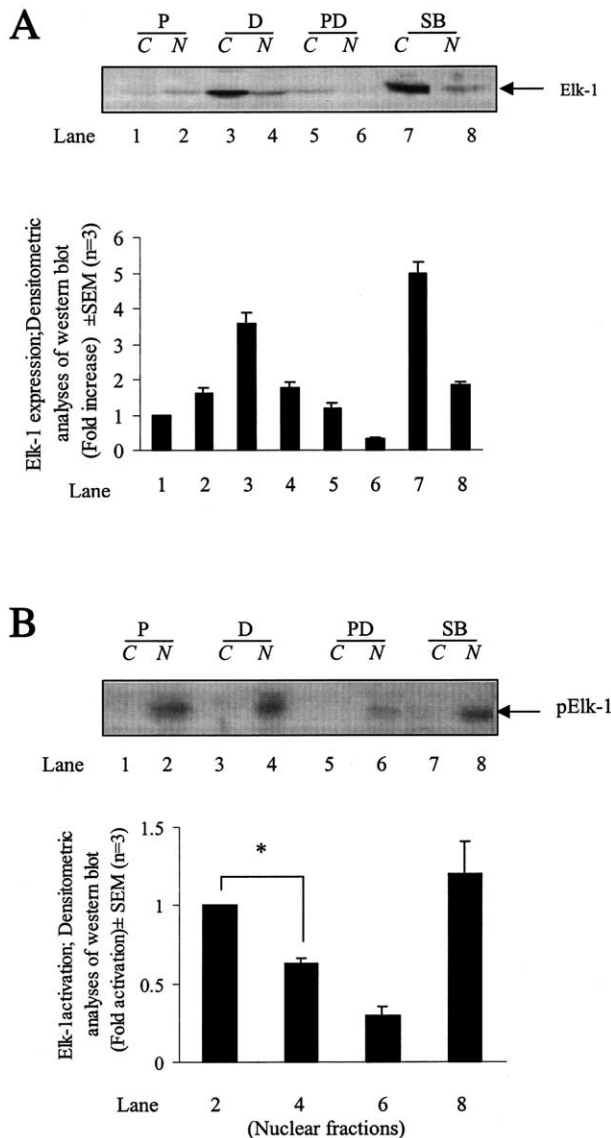 A
P D PD SB
C N C N C N C N
Elk-1
Lane 1 2 3 4 5 6 7 8
Elk-1 expression;Densitometric
analyses of western blot
(Fold increase) ±SEM (n=3)
6
5
4
3
2
1
0
Lane 1 2 3 4 5 6 7 8
B
P D PD SB
C N C N C N C N
pElk-1
Lane 1 2 3 4 5 6 7 8
Elk-1activation; Densitometric
analyses of western blot
(Fold activation)± SEM (n=3)
1.5
1
0.5
0
*
Lane 2 4 6 8
(Nuclear fractions)